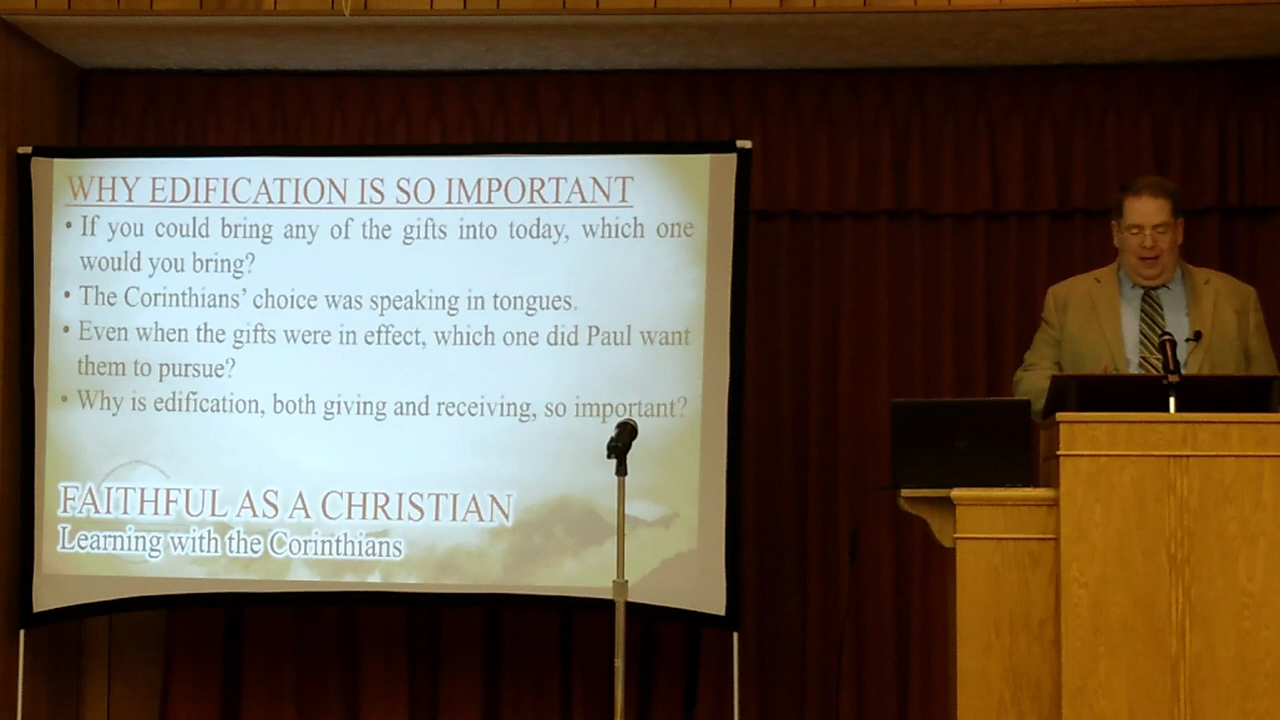 WHY EDIFICATION IS SO IMPORTANT
• If you could bring any of the gifts into today, which one
would you bring?
• The Corinthians' choice was speaking in tongues.
• Even when the gifts were in effect, which one did Paul want
them to pursue?
• Why is edification, both giving and receiving, so important?
FAITHFUL AS A CHRISTIAN
Learning with the Corinthians